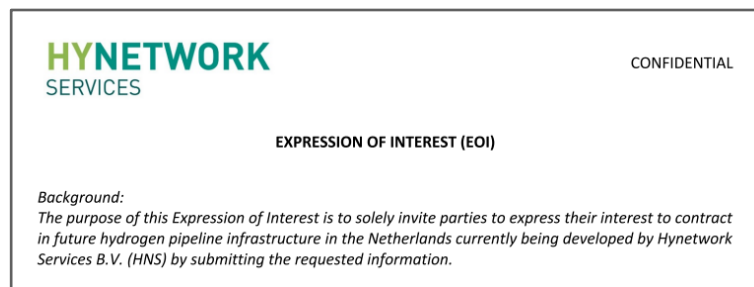 HYNETWORK
SERVICES
CONFIDENTIAL
EXPRESSION OF INTEREST (EOI)
Background:
The purpose of this Expression of Interest is to solely invite parties to express their interest to contract
in future hydrogen pipeline infrastructure in the Netherlands currently being developed by Hynetwork
Services B.V. (HNS) by submitting the requested information.